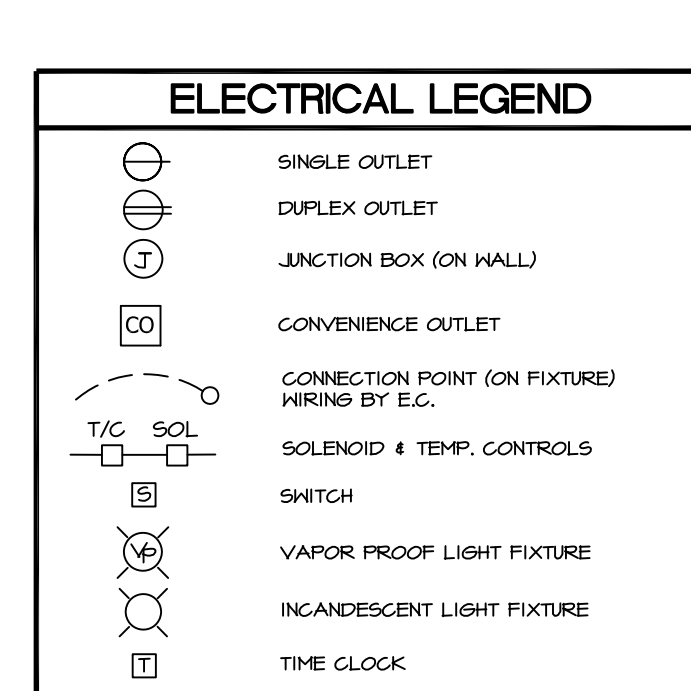 ELECTRICAL LEGEND
SINGLE OUTLET
DUPLEX OUTLET
J JUNCTION BOX (ON WALL)
CO CONVENIENCE OUTLET
CONNECTION POINT (ON FIXTURE)
WIRING BY E.C.
T/C SOL
SOLENOID & TEMP. CONTROLS
S SWITCH
VP VAPOR PROOF LIGHT FIXTURE
INCANDESCENT LIGHT FIXTURE
T TIME CLOCK